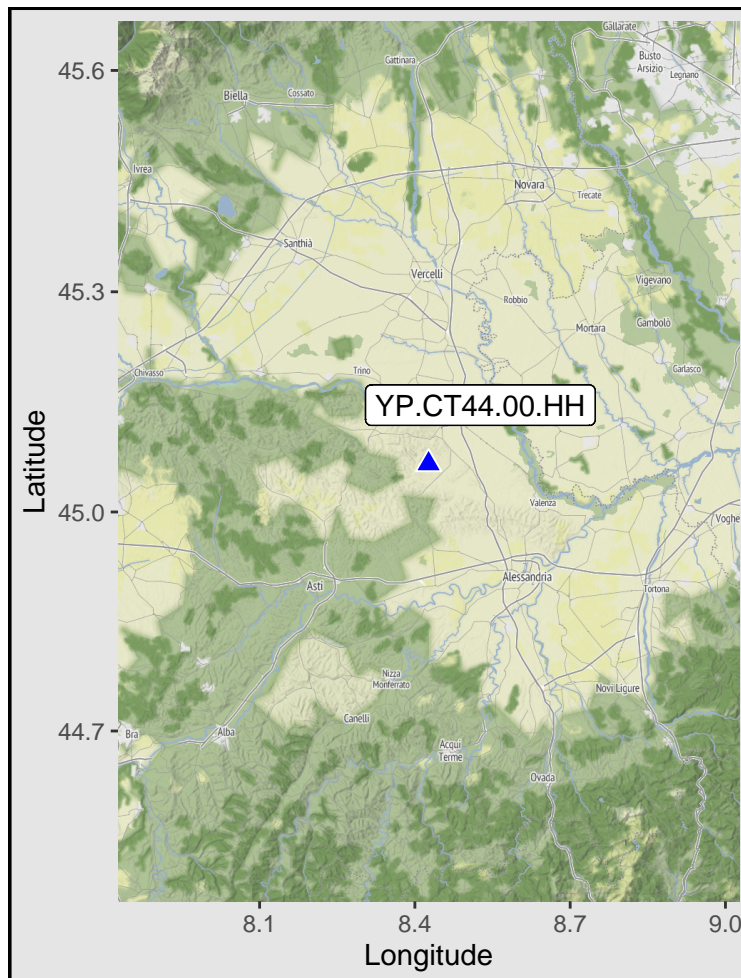 Gallarate
45.6
Gattinara
Busto
Arsizio
Legnano
Biella
Cossato
Ivrea
Novara
Trecate
Santhià
Vercelli
45.3
Robbio
Vigevano
Mortara
Gambolò
Chivasso
Trino
Garlasco
YP.CT44.00.HH
Latitude
45.0
Valenza
Voghe
Asti
Alessandria
Tortona
Nizza
Monferrato
Novi Ligure
Canelli
44.7
Bra
Alba
Acqui
Terme
Ovada
8.1
8.4
8.7
9.0
Longitude